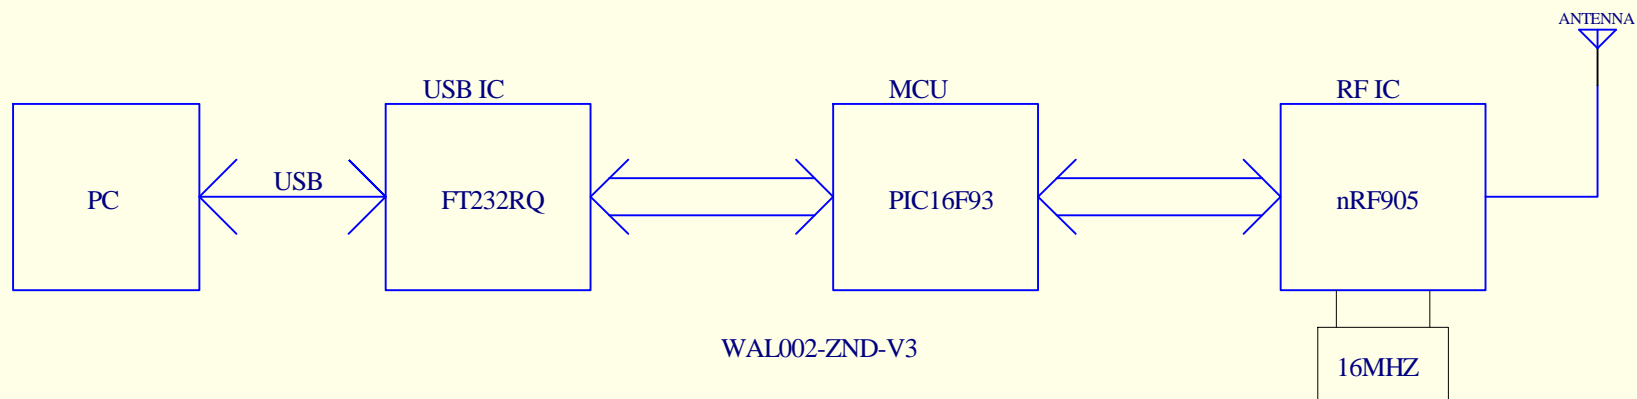 ANTENNA
USB IC
MCU
RF IC
PC
USB
FT232RQ
PIC16F93
nRF905
WAL002-ZND-V3
16MHZ